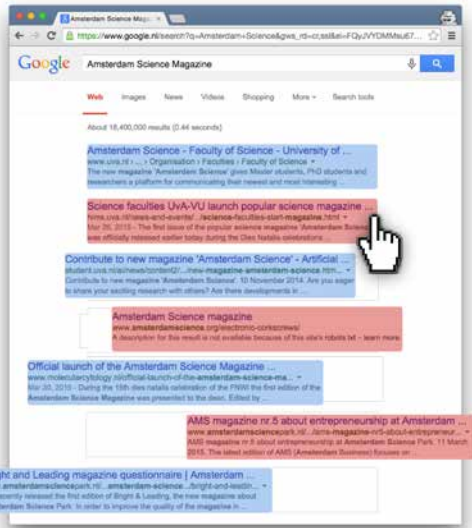 Amsterdam Science Maga...
https://www.google.nl/search?q=Amsterdam+Science&gws_rd=cr,ssl&ei=FQyJVYDMMsu67...
Google Amsterdam Science Magazine
Web Images News Videos Shopping More Search tools
About 18,400,000 results (0.44 seconds)
Amsterdam Science - Faculty of Science - University of ...
www.uva.nl › ... › Organisation › Faculties › Faculty of Science
The new magazine 'Amsterdam Science' gives Master students, PhD students and
researchers a platform for communicating their newest and most interesting ...
Science faculties UvA-VU launch popular science magazine ...
hims.uva.nl/news-and-events/.../science-faculties-start-magazine.html
Mar 26, 2015 - The first issue of the popular science magazine 'Amsterdam
was officially released earlier today during the Dies Natalis celebrations ...
Contribute to new magazine 'Amsterdam Science' - Artificial ...
student.uva.nl/ai/news/content2/...new-magazine-amsterdam-science.htm...
Contribute to new magazine 'Amsterdam Science'. 10 November 2014. Are you eager
to share your exciting research with others? Are there developments in ...
Amsterdam Science magazine
www.amsterdamscience.org/electronic-corkscrews/
A description for this result is not available because of this site's robots.txt - learn more
Official launch of the Amsterdam Science Magazine ...
www.molecularcytology.nl/official-launch-of-the-amsterdam-science-ma...
Mar 30, 2015 - During the 15th dies natalis celebration of the FNWI the first edition of the
Amsterdam Science Magazine was presented to the dean. Edited by ...
AMS magazine nr.5 about entrepreneurship at Amsterdam ...
www.amsterdamsciencepark.nl/.../ams-magazine-nr5-about-entrepreneur...
AMS magazine nr.5 about entrepreneurship at Amsterdam Science Park. 11 March
2015. The latest edition of AMS (Amsterdam Business) focuses on ...
ght and Leading magazine questionnaire | Amsterdam ...
amsterdamsciencepark.nl/...amsterdam-science.../bright-and-leadin...
recently released the first edition of Bright & Leading, the new magazine about
terdam Science Park. In order to improve the quality of the magazine in ...